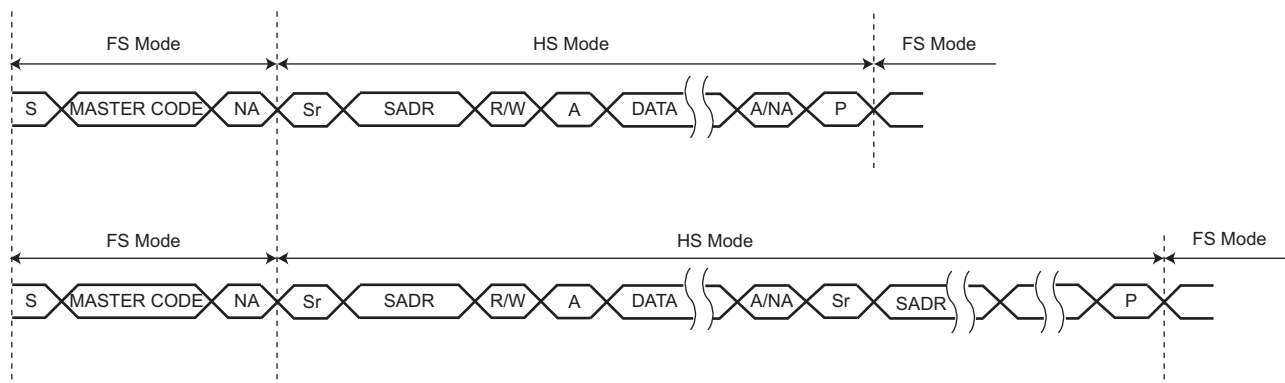 FS Mode HS Mode FS Mode
S MASTER CODE NA Sr SADR R/W A DATA A/NA P
FS Mode HS Mode FS Mode
S MASTER CODE NA Sr SADR R/W A DATA A/NA Sr SADR P